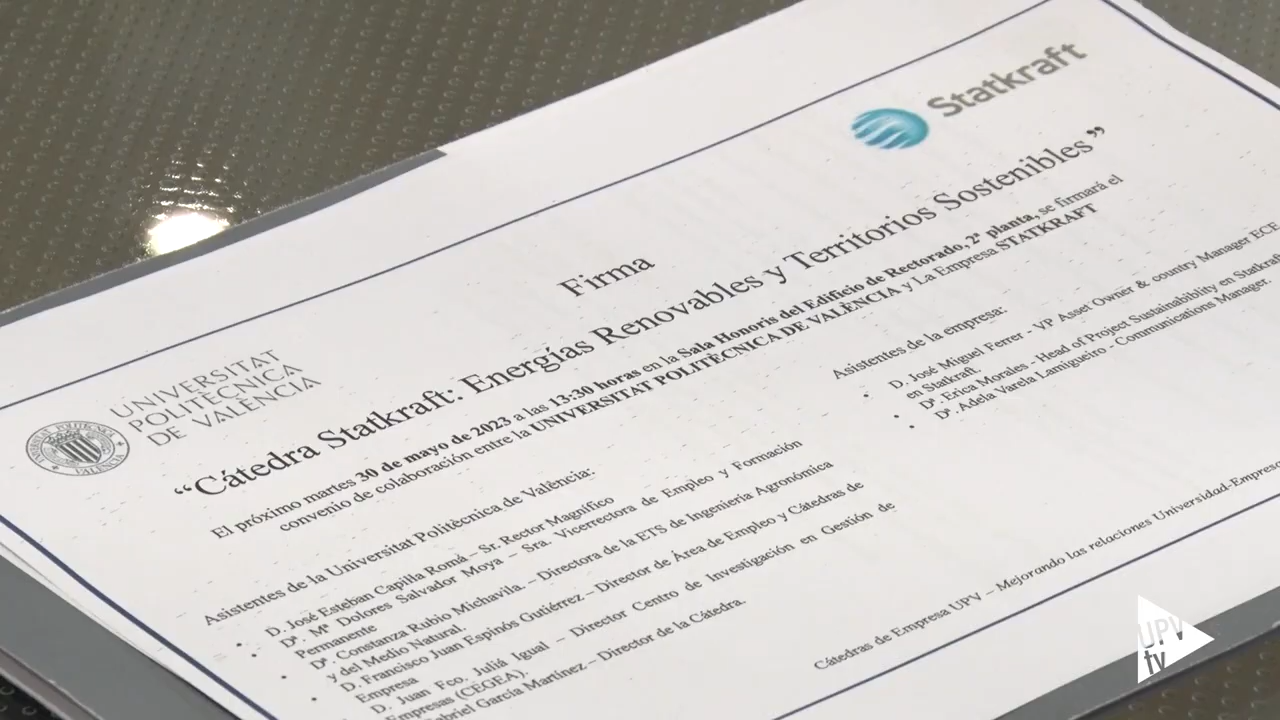 Statkraft
UNIVERSITAT
POLITÈCNICA
DE VALÈNCIA
Firma
“Cátedra Statkraft: Energías Renovables y Territorios Sostenibles”
El próximo martes 30 de mayo de 2023 a las 13:30 horas en la Sala Honoris del Edificio de Rectorado, 2ª planta, se firmará el
convenio de colaboración entre la UNIVERSITAT POLITÈCNICA DE VALÈNCIA y La Empresa STATKRAFT
Asistentes de la Universitat Politècnica de València:
D. José Esteban Capilla Romá – Sr. Rector Magnífico
Dª. Mª Dolores Salvador Moya – Sra. Vicerrectora de Empleo y Formación
Permanente
Dª. Constanza Rubio Michavila. – Directora de la ETS de Ingeniería Agronómica
y del Medio Natural.
D. Francisco Juan Espinós Gutiérrez – Director de Área de Empleo y Cátedras de
Empresa
D. Juan Fco. Juliá Igual – Director Centro de Investigación en Gestión de
Empresas (CEGEA).
Gabriel García Martínez – Director de la Cátedra.
Asistentes de la empresa:
D. José Miguel Ferrer - VP Asset Owner & country Manager ECE
en Statkraft.
Dª. Erica Morales - Head of Project Sustainability en Statkraft
Dª. Adela Varela Lamigueiro - Communications Manager.
Cátedras de Empresa UPV – Mejorando las relaciones Universidad-Empresa
UPV
tv